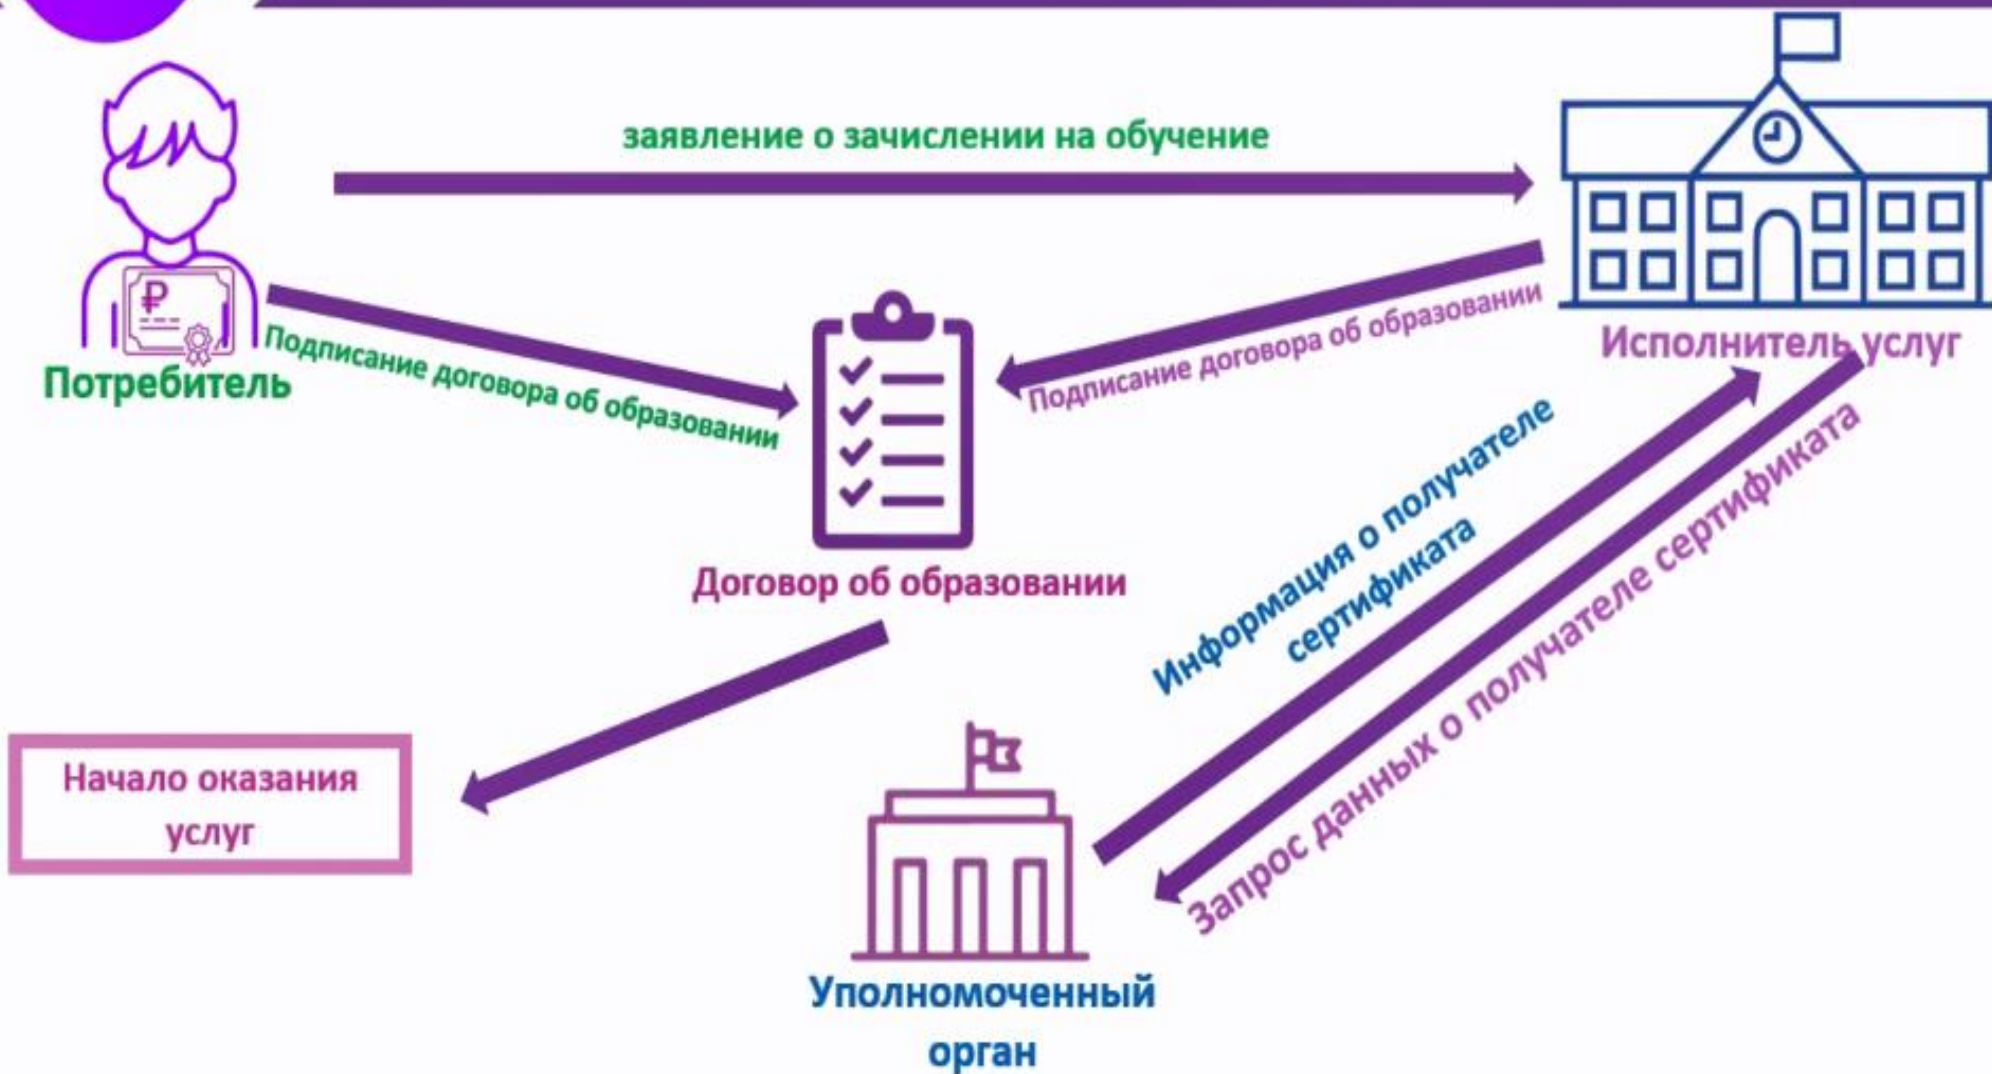 заявление о зачислении на обучение
₽
Потребитель
Подписание договора об образовании
Подписание договора об образовании
Исполнитель услуг
Договор об образовании
Информация о получателе
сертификата
Запрос данных о получателе сертификата
Начало оказания
услуг
Уполномоченный
орган